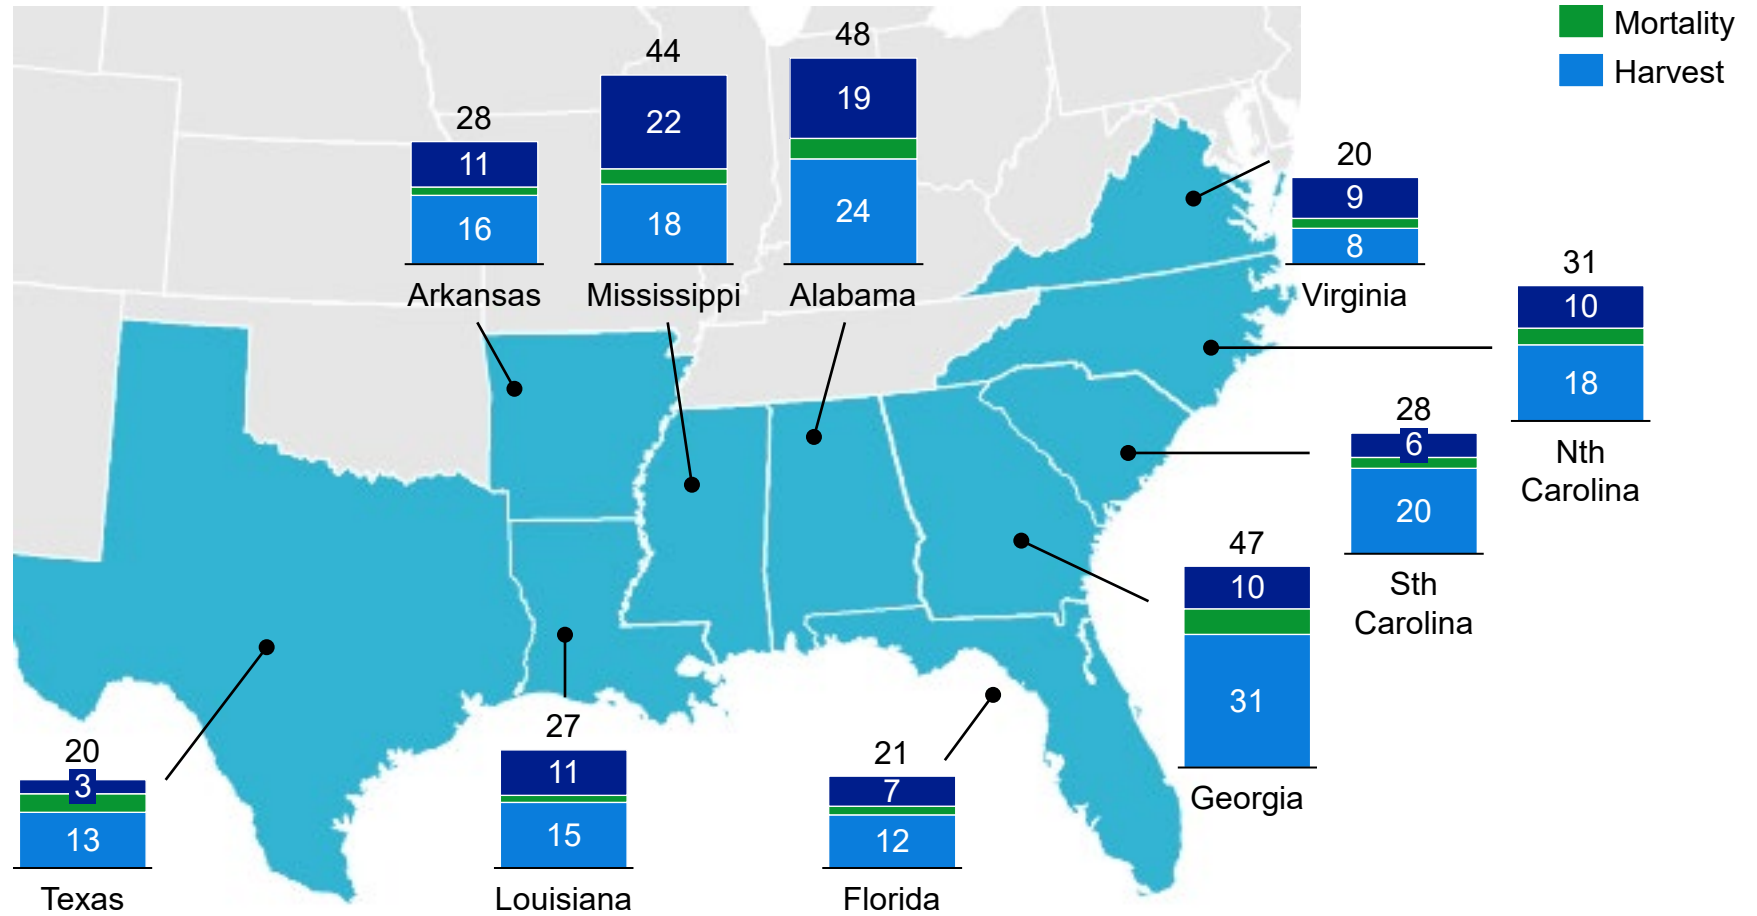 Mortality
Harvest
48
19
24
Alabama
44
22
18
Mississippi
28
11
16
Arkansas
20
9
8
Virginia
31
10
18
Nth
Carolina
28
6
20
Sth
Carolina
47
10
31
Georgia
20
3
13
Texas
27
11
15
Louisiana
21
7
12
Florida